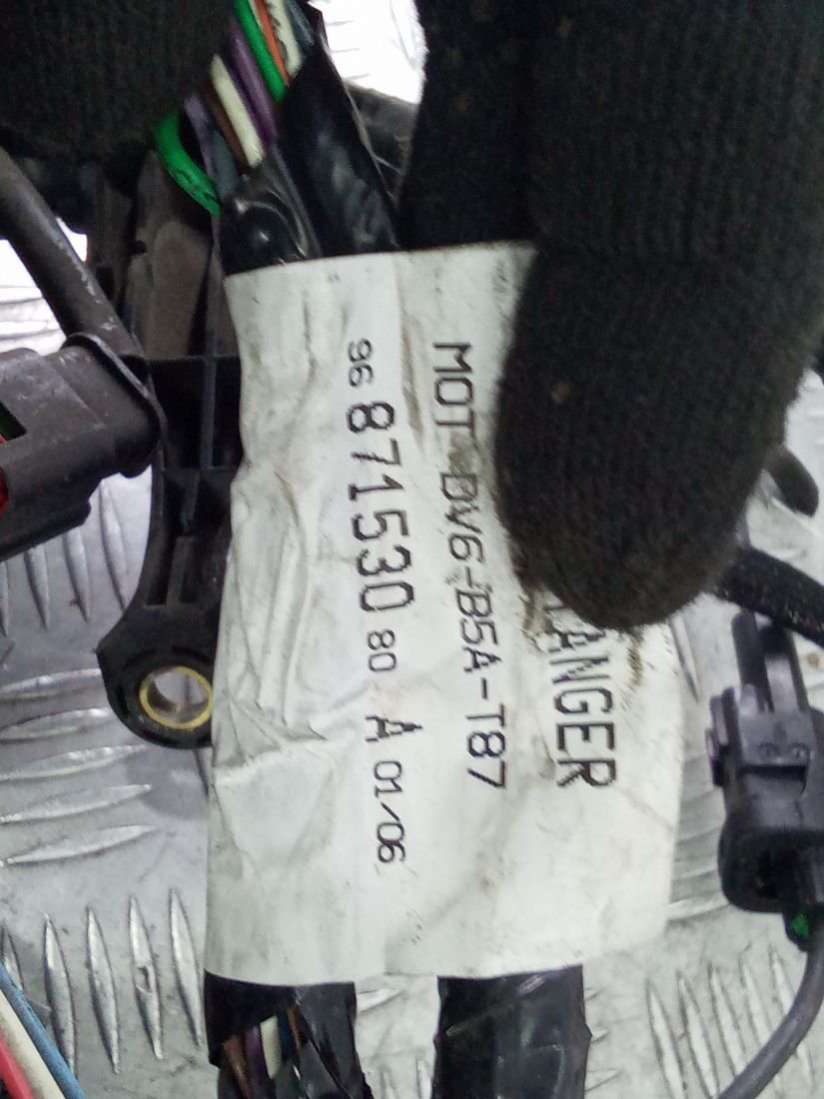 ANGER
MOT DV6-B5A-T87
96 871530 80 A 01/06